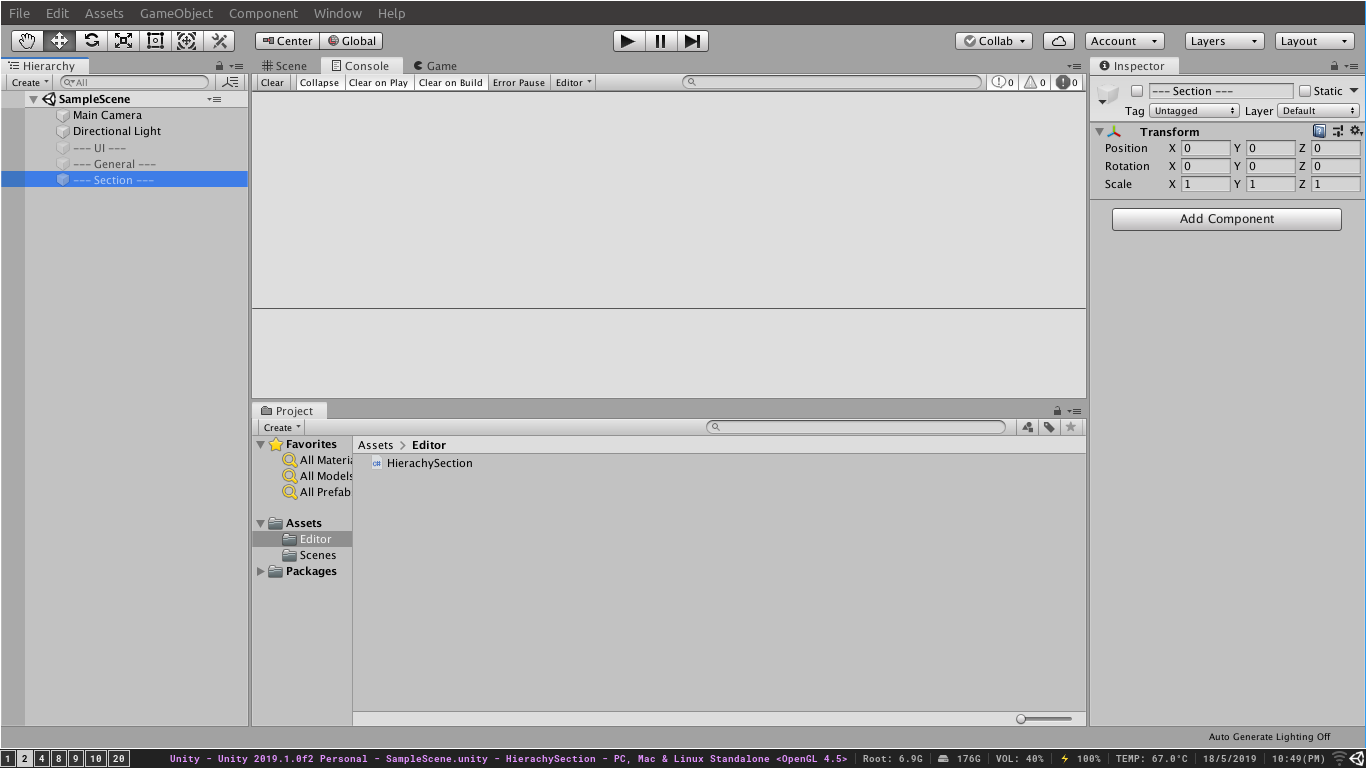 File Edit Assets GameObject Component Window Help
Center Global Collab Account Layers Layout
Hierarchy
Create All
SampleScene
Main Camera
Directional Light
--- UI ---
--- General ---
--- Section ---
Scene Console Game
Clear Collapse Clear on Play Clear on Build Error Pause Editor 0 0 0
Project
Create
Favorites
All Materia
All Models
All Prefab
Assets
Editor
Scenes
Packages
Assets > Editor
HierachySection
Inspector
--- Section --- Static
Tag Untagged Layer Default
Transform
Position X 0 Y 0 Z 0
Rotation X 0 Y 0 Z 0
Scale X 1 Y 1 Z 1
Add Component
Auto Generate Lighting Off
1 2 4 8 9 10 20 Unity - Unity 2019.1.0f2 Personal - SampleScene.unity - HierachySection - PC, Mac & Linux Standalone <OpenGL 4.5> Root: 6.9G 176G VOL: 40% 100% TEMP: 67.0°C 18/5/2019 10:49(PM)